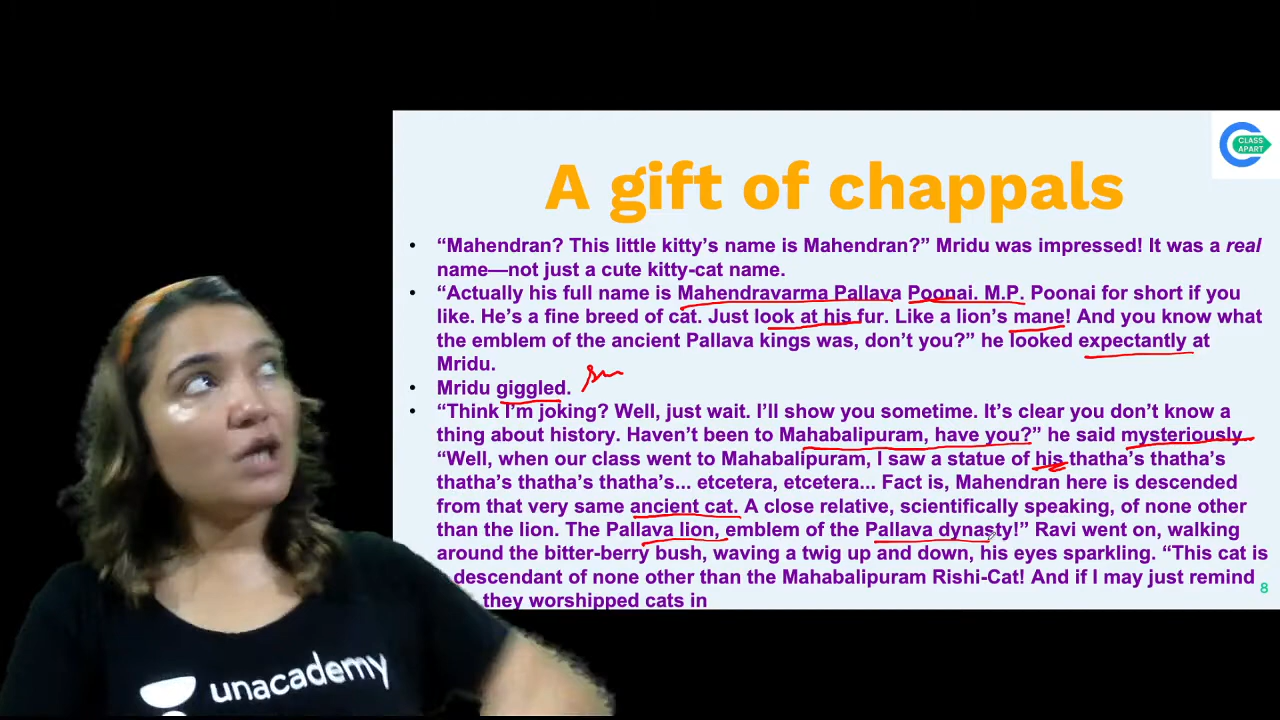 CLASS
APART
A gift of chappals
• “Mahendran? This little kitty’s name is Mahendran?” Mridu was impressed! It was a real
name—not just a cute kitty-cat name.
• “Actually his full name is Mahendravarma Pallava Poonai. M.P. Poonai for short if you
like. He’s a fine breed of cat. Just look at his fur. Like a lion’s mane! And you know what
the emblem of the ancient Pallava kings was, don’t you?” he looked expectantly at
Mridu.
• Mridu giggled.
• “Think I’m joking? Well, just wait. I’ll show you sometime. It’s clear you don’t know a
thing about history. Haven’t been to Mahabalipuram, have you?” he said mysteriously.
“Well, when our class went to Mahabalipuram, I saw a statue of his thatha’s thatha’s
thatha’s thatha’s thatha’s... etcetera, etcetera... Fact is, Mahendran here is descended
from that very same ancient cat. A close relative, scientifically speaking, of none other
than the lion. The Pallava lion, emblem of the Pallava dynasty!” Ravi went on, walking
around the bitter-berry bush, waving a twig up and down, his eyes sparkling. “This cat is
descendant of none other than the Mahabalipuram Rishi-Cat! And if I may just remind
they worshipped cats in
8
unacademy